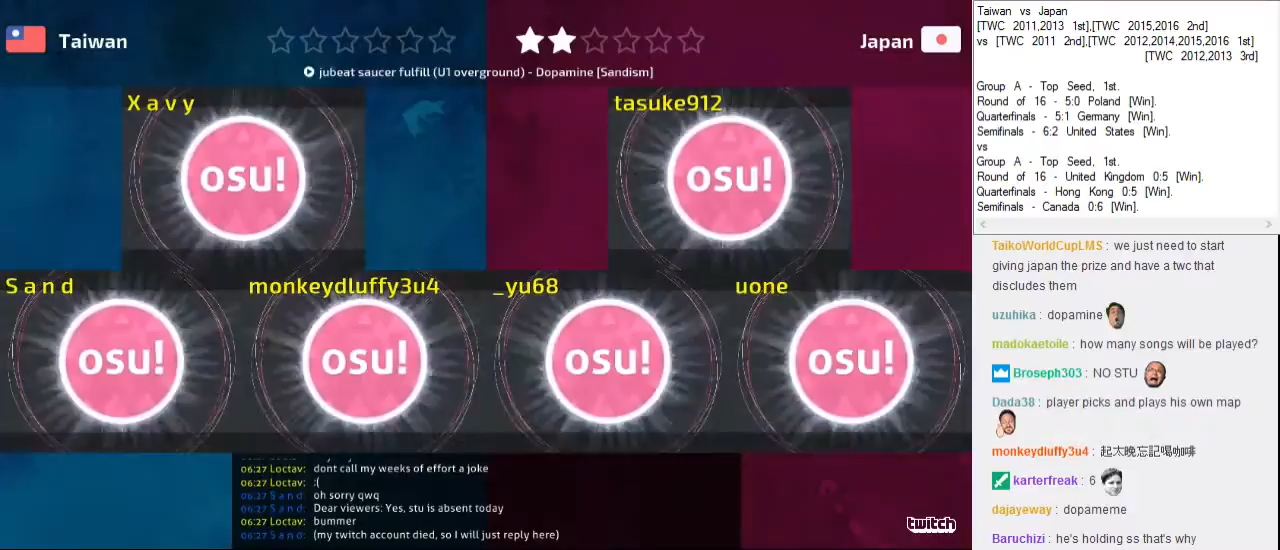 Taiwan
Japan
jubeat saucer fulfill (U1 overground) - Dopamine [Sandism]
X a v y
tasuke912
osu!
osu!
S a n d
monkeydluffy3u4
_yu68
uone
osu!
osu!
osu!
osu!
06:27 Loctav: dont call my weeks of effort a joke
06:27 Loctav: :(
06:27 S a n d: oh sorry qwq
06:27 S a n d: Dear viewers: Yes, stu is absent today
06:27 Loctav: bummer
06:27 S a n d: (my twitch account died, so I will just reply here)
twitch
Taiwan vs Japan
[TWC 2011,2013 1st],[TWC 2015,2016 2nd]
vs [TWC 2011 2nd],[TWC 2012,2014,2015,2016 1st]
[TWC 2012,2013 3rd]
Group A - Top Seed, 1st.
Round of 16 - 5:0 Poland [Win].
Quarterfinals - 5:1 Germany [Win].
Semifinals - 6:2 United States [Win].
vs
Group A - Top Seed, 1st.
Round of 16 - United Kingdom 0:5 [Win].
Quarterfinals - Hong Kong 0:5 [Win].
Semifinals - Canada 0:6 [Win].
TaikoWorldCupLMS : we just need to start
giving japan the prize and have a twc that
discludes them
uzuhika : dopamine
madokaetoile : how many songs will be played?
Broseph303 : NO STU
Dada38 : player picks and plays his own map
monkeydluffy3u4 : 起太晚忘記喝咖啡
karterfreak : 6
dajayeway : dopameme
Baruchizi : he's holding ss that's why